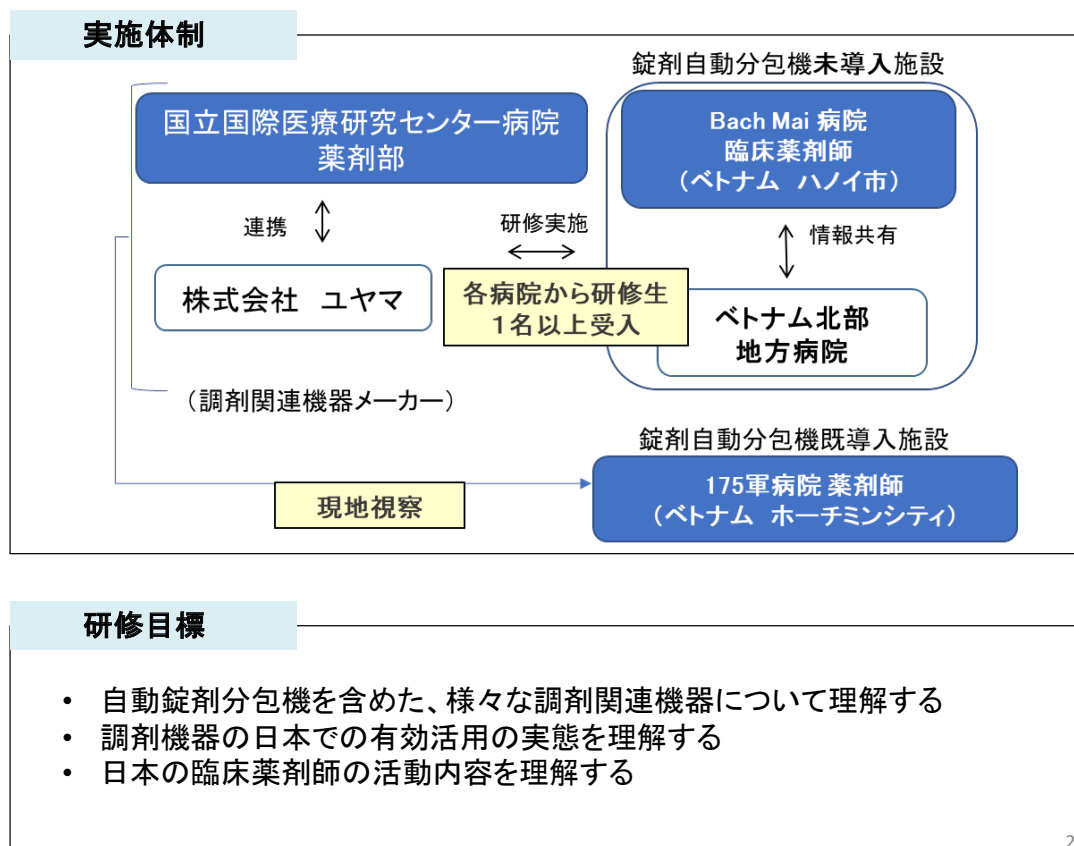 実施体制
錠剤自動分包機未導入施設
国立国際医療研究センター病院
薬剤部
Bach Mai 病院
臨床薬剤師
（ベトナム　ハノイ市）
連携
研修実施
情報共有
株式会社　ユヤマ
各病院から研修生
1名以上受入
ベトナム北部
地方病院
（調剤関連機器メーカー）
錠剤自動分包機既導入施設
175軍病院 薬剤師
（ベトナム　ホーチミンシティ）
現地視察
研修目標
• 自動錠剤分包機を含めた、様々な調剤関連機器について理解する
• 調剤機器の日本での有効活用の実態を理解する
• 日本の臨床薬剤師の活動内容を理解する
2